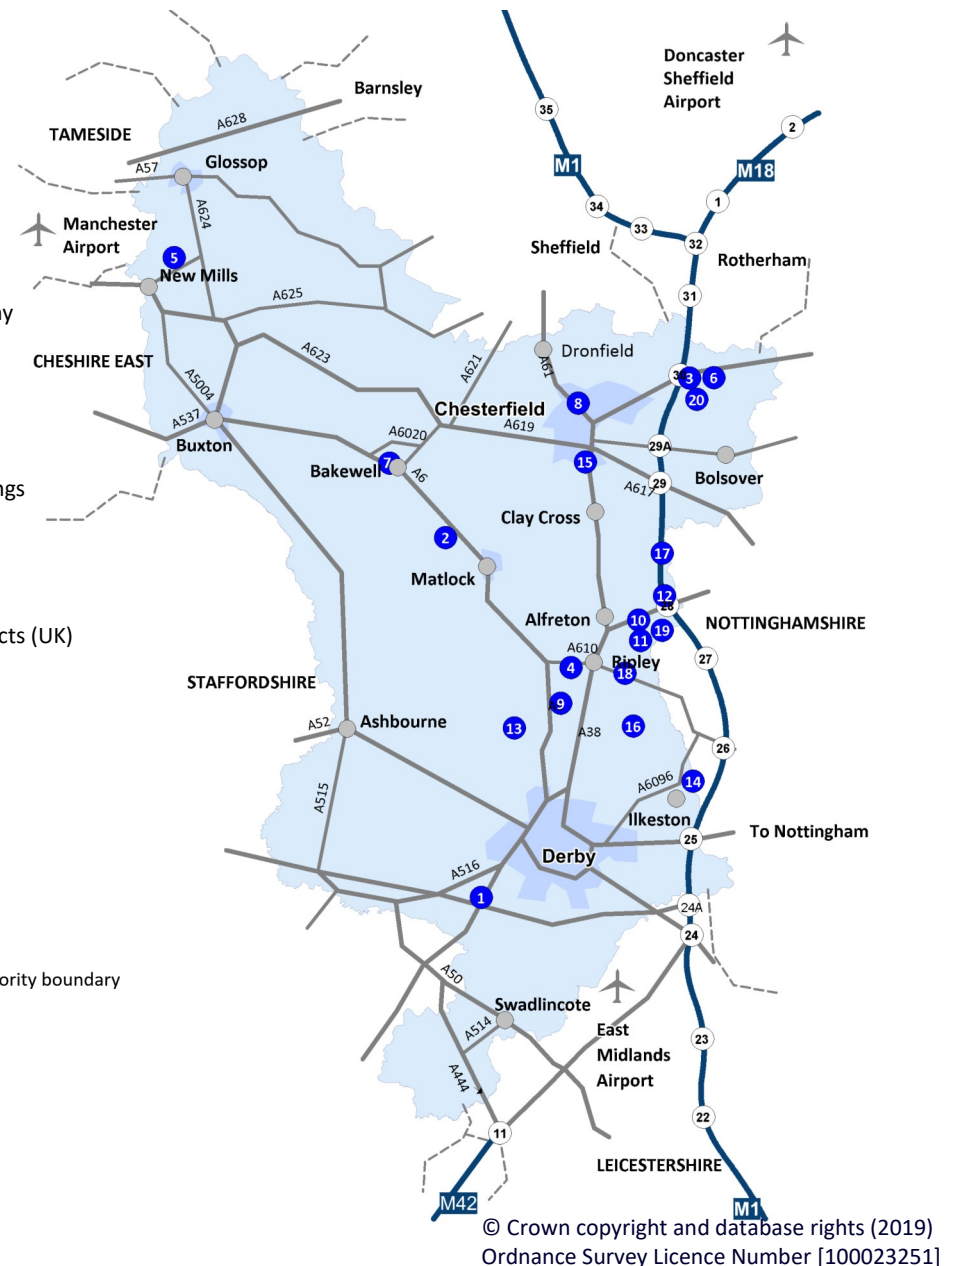 Doncaster
Sheffield
Airport
Barnsley
35
2
A628
TAMESIDE
M1
M18
A57
Glossop
34
1
A624
33
32
Manchester
Airport
Sheffield
Rotherham
5
New Mills
31
A625
ay
CHESHIRE EAST
A623
A621
Dronfield
A61
3
6
20
A5004
8
Chesterfield
A537
A6020
A619
Buxton
29A
7
Bakewell
A6
15
Bolsover
A617
29
ngs
Clay Cross
2
17
Matlock
12
28
Alfreton
10
NOTTINGHAMSHIRE
19
11
cts (UK)
A610
Ripley
27
4
18
STAFFORDSHIRE
9
A52
Ashbourne
13
16
A38
26
A6096
14
A515
Ilkeston
To Nottingham
25
Derby
A516
1
24A
24
ority boundary
A50
Swadlincote
A514
East
Midlands
Airport
23
A444
22
11
LEICESTERSHIRE
M42
M1
© Crown copyright and database rights (2019)
Ordnance Survey Licence Number [100023251]